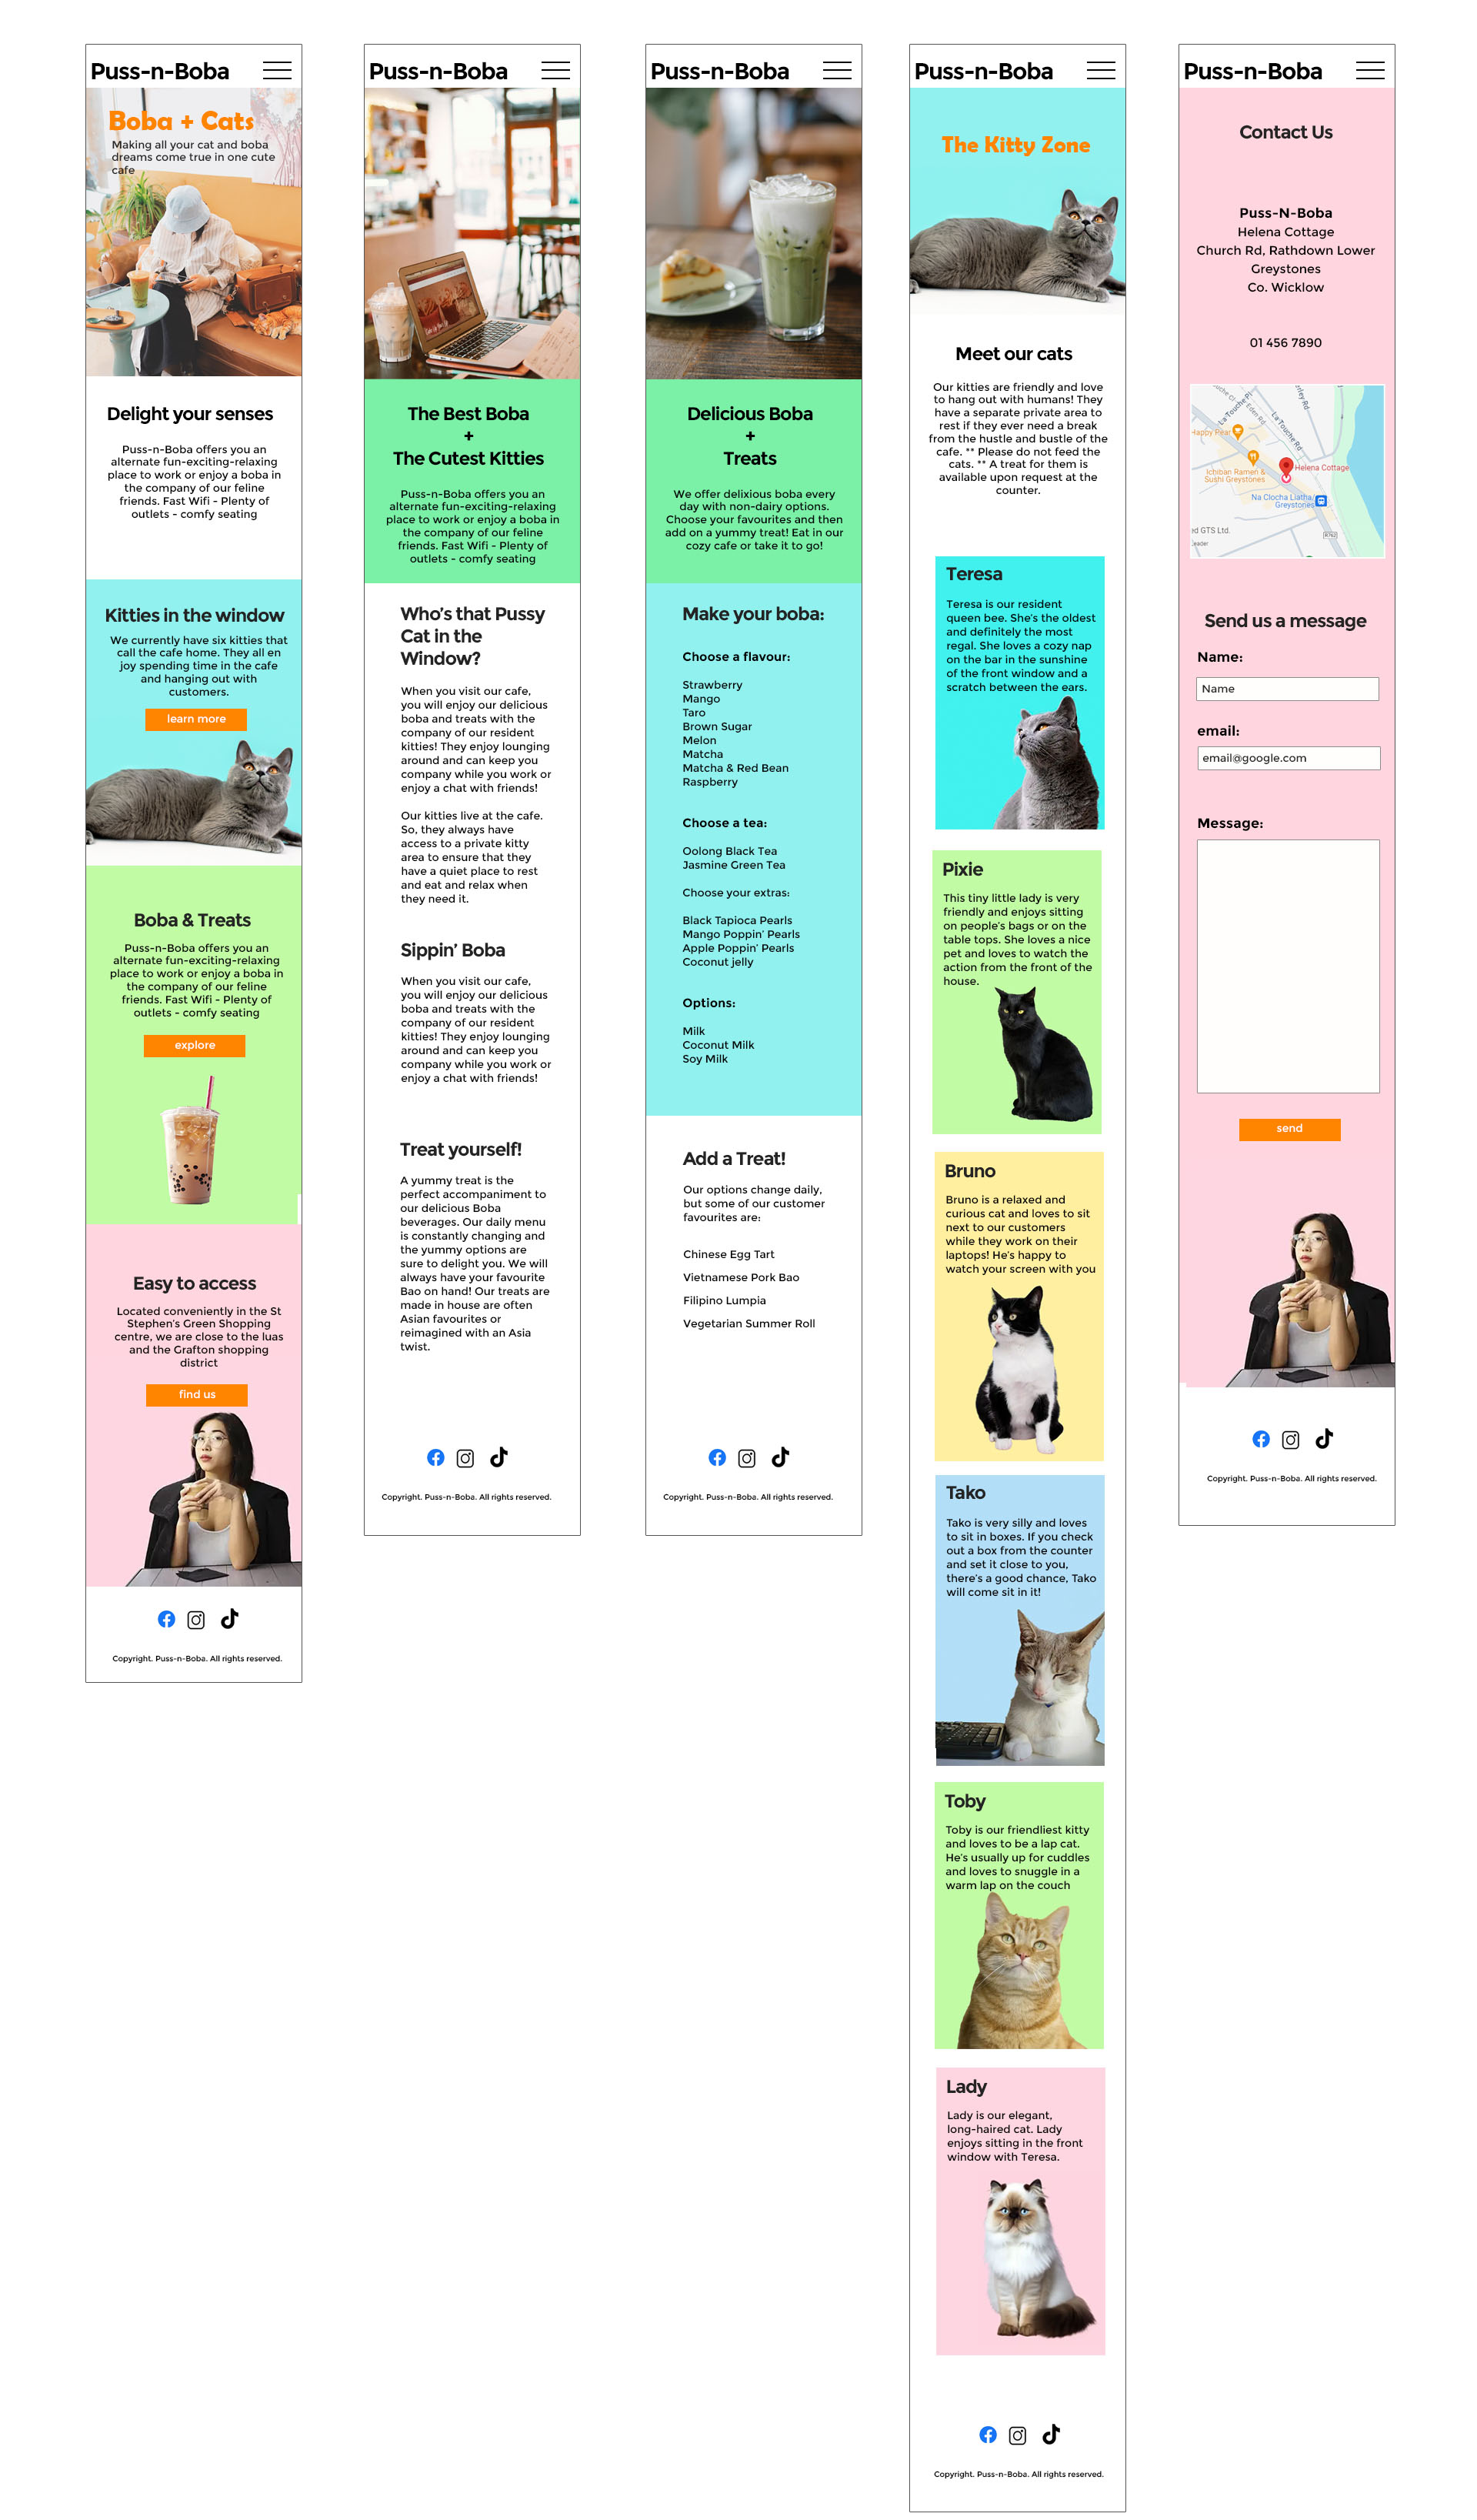 Puss-n-Boba
Boba + Cats
Making all your cat and boba
dreams come true in one cute
cafe
Delight your senses
Puss-n-Boba offers you an
alternate fun-exciting-relaxing
place to work or enjoy a boba in
the company of our feline
friends. Fast Wifi - Plenty of
outlets - comfy seating
Kitties in the window
We currently have six kitties that
call the cafe home. They all en
joy spending time in the cafe
and hanging out with
customers.
learn more
Boba & Treats
Puss-n-Boba offers you an
alternate fun-exciting-relaxing
place to work or enjoy a boba in
the company of our feline
friends. Fast Wifi - Plenty of
outlets - comfy seating
explore
Easy to access
Located conveniently in the St
Stephen's Green Shopping
centre, we are close to the luas
and the Grafton shopping
district
find us
Copyright. Puss-n-Boba. All rights reserved.
Puss-n-Boba
The Best Boba
+
The Cutest Kitties
Puss-n-Boba offers you an
alternate fun-exciting-relaxing
place to work or enjoy a boba in
the company of our feline
friends. Fast Wifi - Plenty of
outlets - comfy seating
Who's that Pussy
Cat in the
Window?
When you visit our cafe,
you will enjoy our delicious
boba and treats with the
company of our resident
kitties! They enjoy lounging
around and can keep you
company while you work or
enjoy a chat with friends!
Our kitties live at the cafe.
So, they always have
access to a private kitty
area to ensure that they
have a quiet place to rest
and eat and relax when
they need it.
Sippin' Boba
When you visit our cafe,
you will enjoy our delicious
boba and treats with the
company of our resident
kitties! They enjoy lounging
around and can keep you
company while you work or
enjoy a chat with friends!
Treat yourself!
A yummy treat is the
perfect accompaniment to
our delicious Boba
beverages. Our daily menu
is constantly changing and
the yummy options are
sure to delight you. We will
always have your favourite
Bao on hand! Our treats are
made in house are often
Asian favourites or
reimagined with an Asia
twist.
Copyright. Puss-n-Boba. All rights reserved.
Puss-n-Boba
Delicious Boba
+
Treats
We offer delixious boba every
day with non-dairy options.
Choose your favourites and then
add on a yummy treat! Eat in our
cozy cafe or take it to go!
Make your boba:
Choose a flavour:
Strawberry
Mango
Taro
Brown Sugar
Melon
Matcha
Matcha & Red Bean
Raspberry
Choose a tea:
Oolong Black Tea
Jasmine Green Tea
Choose your extras:
Black Tapioca Pearls
Mango Poppin' Pearls
Apple Poppin' Pearls
Coconut jelly
Options:
Milk
Coconut Milk
Soy Milk
Add a Treat!
Our options change daily,
but some of our customer
favourites are:
Chinese Egg Tart
Vietnamese Pork Bao
Filipino Lumpia
Vegetarian Summer Roll
Copyright. Puss-n-Boba. All rights reserved.
Puss-n-Boba
The Kitty Zone
Meet our cats
Our kitties are friendly and love
to hang out with humans! They
have a separate private area to
rest if they ever need a break
from the hustle and bustle of the
cafe. ** Please do not feed the
cats. ** A treat for them is
available upon request at the
counter.
Teresa
Teresa is our resident
queen bee. She's the oldest
and definitely the most
regal. She loves a cozy nap
on the bar in the sunshine
of the front window and a
scratch between the ears.
Pixie
This tiny little lady is very
friendly and enjoys sitting
on people's bags or on the
table tops. She loves a nice
pet and loves to watch the
action from the front of the
house.
Bruno
Bruno is a relaxed and
curious cat and loves to sit
next to our customers
while they work on their
laptops! He's happy to
watch your screen with you
Tako
Tako is very silly and loves
to sit in boxes. If you check
out a box from the counter
and set it close to you,
there's a good chance, Tako
will come sit in it!
Toby
Toby is our friendliest kitty
and loves to be a lap cat.
He's usually up for cuddles
and loves to snuggle in a
warm lap on the couch
Lady
Lady is our elegant,
long-haired cat. Lady
enjoys sitting in the front
window with Teresa.
Copyright. Puss-n-Boba. All rights reserved.
Puss-n-Boba
Contact Us
Puss-N-Boba
Helena Cottage
Church Rd, Rathdown Lower
Greystones
Co. Wicklow
01 456 7890
La Touche Pl
Eden Rd
La Touche Rd
Happy Pear
Ichiban Ramen &
Sushi Greystones
Helena Cottage
Na Clocha Liatha/
Greystones
GTS Ltd.
R762
Send us a message
Name:
Name
email:
email@google.com
Message:
send
Copyright. Puss-n-Boba. All rights reserved.